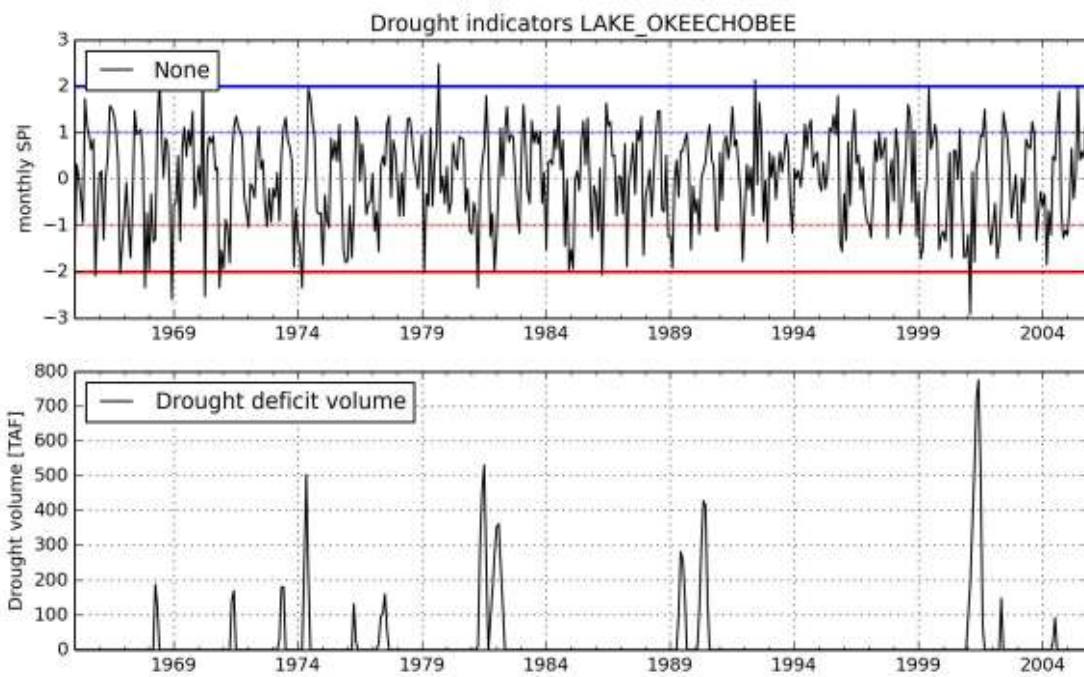 Drought indicators LAKE_OKEECHOBEE
3
2
1
0
−1
−2
−3
monthly SPI
None
1969 1974 1979 1984 1989 1994 1999 2004
800
700
600
500
400
300
200
100
0
Drought volume [TAF]
Drought deficit volume
1969 1974 1979 1984 1989 1994 1999 2004